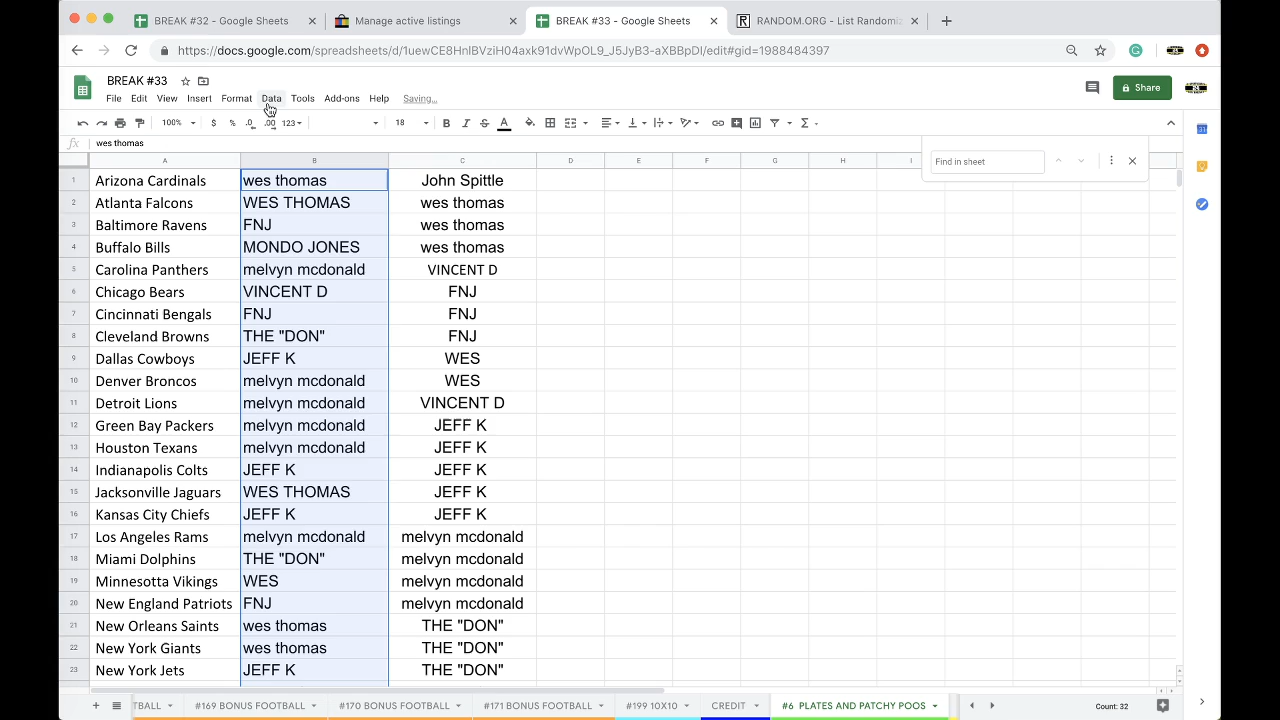 BREAK #32 - Google Sheets
Manage active listings
BREAK #33 - Google Sheets
RANDOM.ORG - List Randomiz
https://docs.google.com/spreadsheets/d/1uewCE8HnIBVziH04axk91dvWpOL9_J5JyB3-aXBBpDI/edit#gid=1988484397
BREAK #33
File Edit View Insert Format Data Tools Add-ons Help Saving...
Share
100% $ % .0 .00 123 18 B I S A
fx wes thomas
Find in sheet
A B C D E F G H I
1 Arizona Cardinals wes thomas John Spittle
2 Atlanta Falcons WES THOMAS wes thomas
3 Baltimore Ravens FNJ wes thomas
4 Buffalo Bills MONDO JONES wes thomas
5 Carolina Panthers melvyn mcdonald VINCENT D
6 Chicago Bears VINCENT D FNJ
7 Cincinnati Bengals FNJ FNJ
8 Cleveland Browns THE "DON" FNJ
9 Dallas Cowboys JEFF K WES
10 Denver Broncos melvyn mcdonald WES
11 Detroit Lions melvyn mcdonald VINCENT D
12 Green Bay Packers melvyn mcdonald JEFF K
13 Houston Texans melvyn mcdonald JEFF K
14 Indianapolis Colts JEFF K JEFF K
15 Jacksonville Jaguars WES THOMAS JEFF K
16 Kansas City Chiefs JEFF K JEFF K
17 Los Angeles Rams melvyn mcdonald melvyn mcdonald
18 Miami Dolphins THE "DON" melvyn mcdonald
19 Minnesotta Vikings WES melvyn mcdonald
20 New England Patriots FNJ melvyn mcdonald
21 New Orleans Saints wes thomas THE "DON"
22 New York Giants wes thomas THE "DON"
23 New York Jets JEFF K THE "DON"
TBALL #169 BONUS FOOTBALL #170 BONUS FOOTBALL #171 BONUS FOOTBALL #199 10X10 CREDIT #6 PLATES AND PATCHY POOS Count: 32